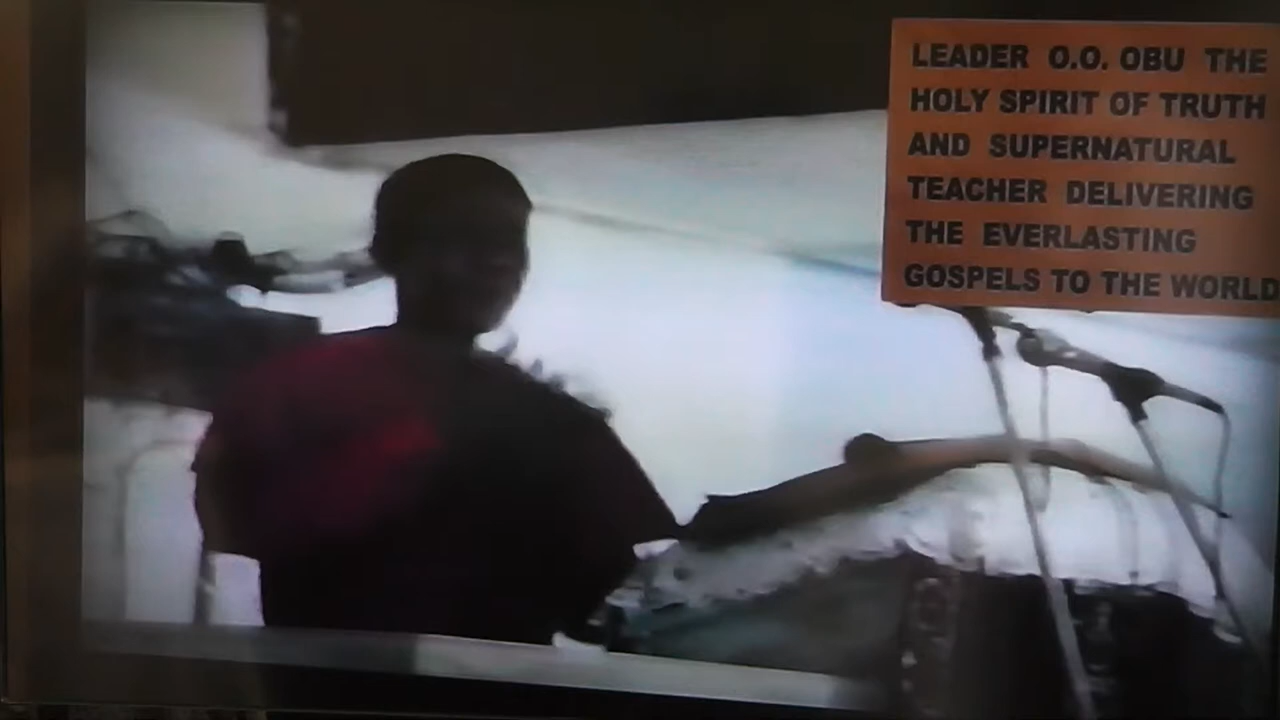 LEADER O.O. OBU THE
HOLY SPIRIT OF TRUTH
AND SUPERNATURAL
TEACHER DELIVERING
THE EVERLASTING
GOSPELS TO THE WORLD